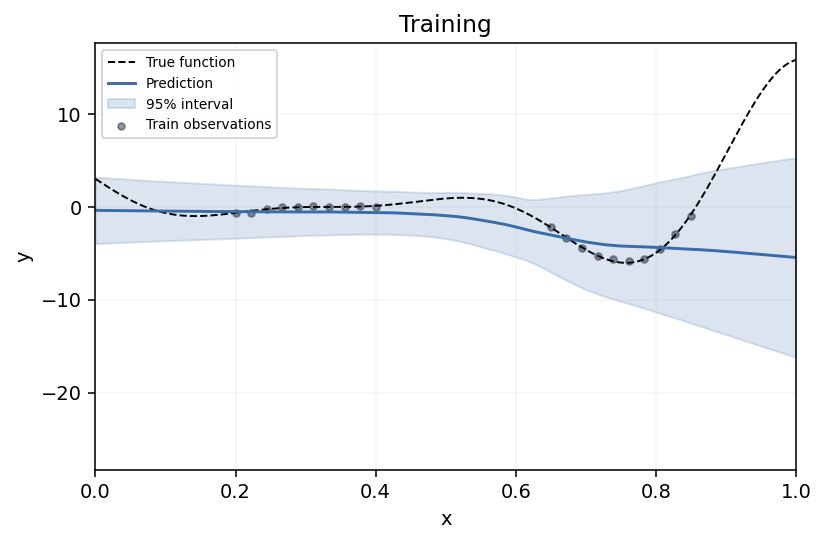 Training
True function
Prediction
95% interval
Train observations
10
0
−10
−20
y
0.0 0.2 0.4 0.6 0.8 1.0
x